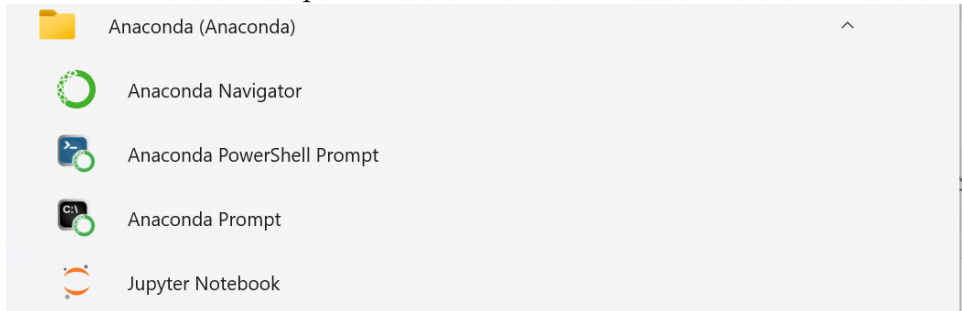 Anaconda (Anaconda)
Anaconda Navigator
Anaconda PowerShell Prompt
C:\
Anaconda Prompt
Jupyter Notebook